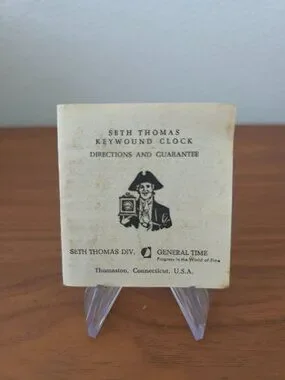 SETH THOMAS
KEYWOUND CLOCK
DIRECTIONS AND GUARANTEE
SETH THOMAS DIV. GENERAL TIME
Progress in the World of Time
Thomaston, Connecticut, U.S.A.